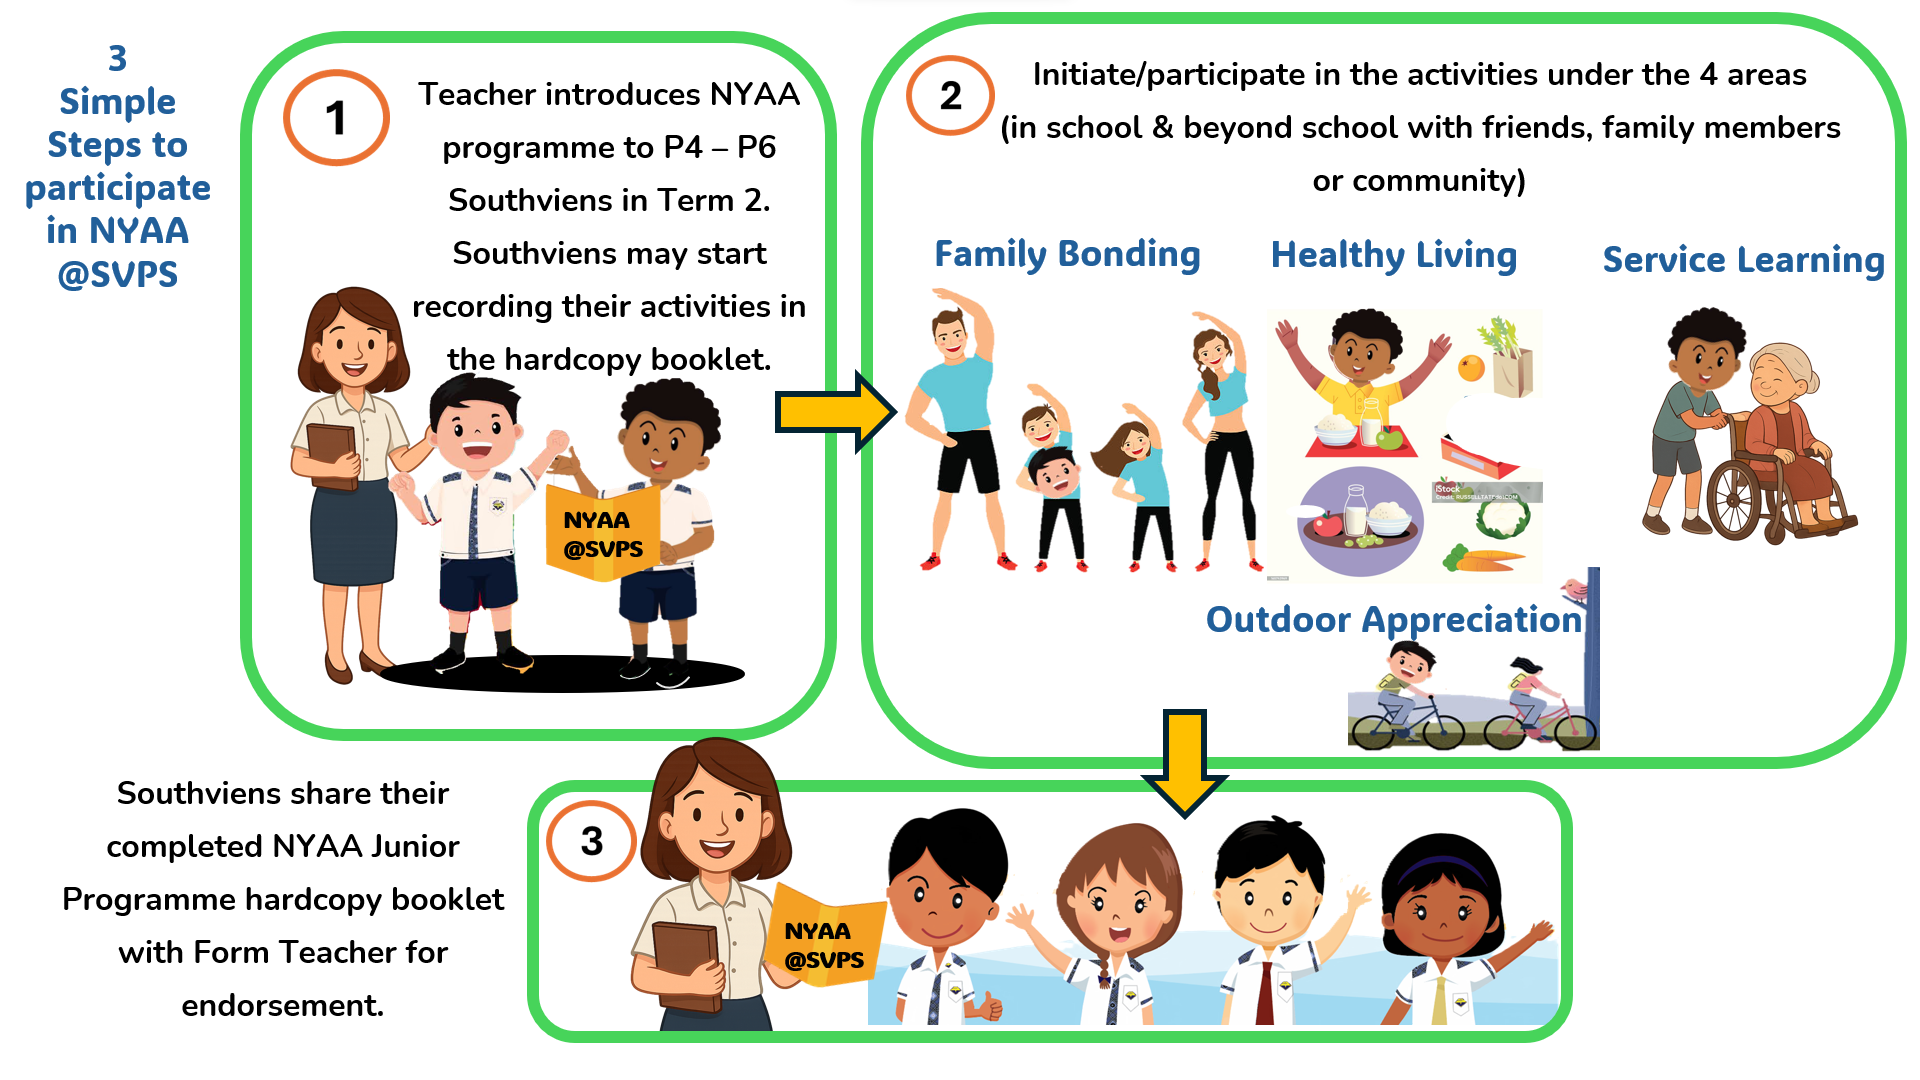 3
Simple
Steps to
participate
in NYAA
@SVPS
1
Teacher introduces NYAA
programme to P4 – P6
Southviens in Term 2.
Southviens may start
recording their activities in
the hardcopy booklet.
NYAA
@SVPS
2
Initiate/participate in the activities under the 4 areas
(in school & beyond school with friends, family members
or community)
Family Bonding
Healthy Living
Service Learning
iStock
Outdoor Appreciation
3
Southviens share their
completed NYAA Junior
Programme hardcopy booklet
with Form Teacher for
endorsement.
NYAA
@SVPS